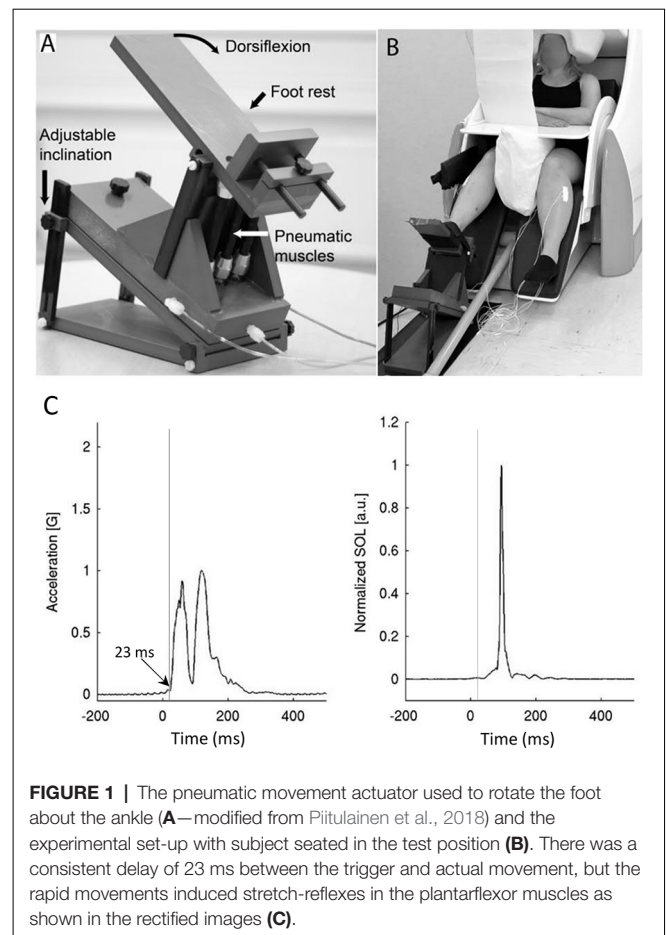 A
Dorsiflexion
Foot rest
Adjustable
inclination
Pneumatic
muscles
B
C
2
1.5
1
0.5
0
Acceleration [G]
23 ms
-200
0
200
400
Time (ms)
1.2
1
0.8
0.6
0.4
0.2
0
Normalized SOL [a.u.]
-200
0
200
400
Time (ms)
FIGURE 1 | The pneumatic movement actuator used to rotate the foot
about the ankle (A—modified from Piitulainen et al., 2018) and the
experimental set-up with subject seated in the test position (B). There was a
consistent delay of 23 ms between the trigger and actual movement, but the
rapid movements induced stretch-reflexes in the plantarflexor muscles as
shown in the rectified images (C).